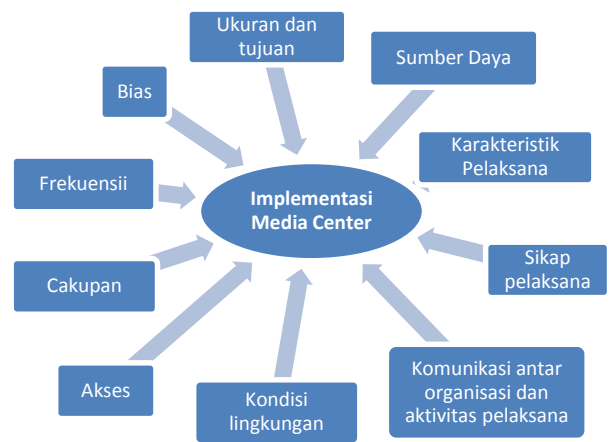 Ukuran dan
tujuan
Sumber Daya
Bias
Karakteristik
Pelaksana
Frekuensii
Implementasi
Media Center
Sikap
pelaksana
Cakupan
Komunikasi antar
organisasi dan
aktivitas pelaksana
Akses
Kondisi
lingkungan